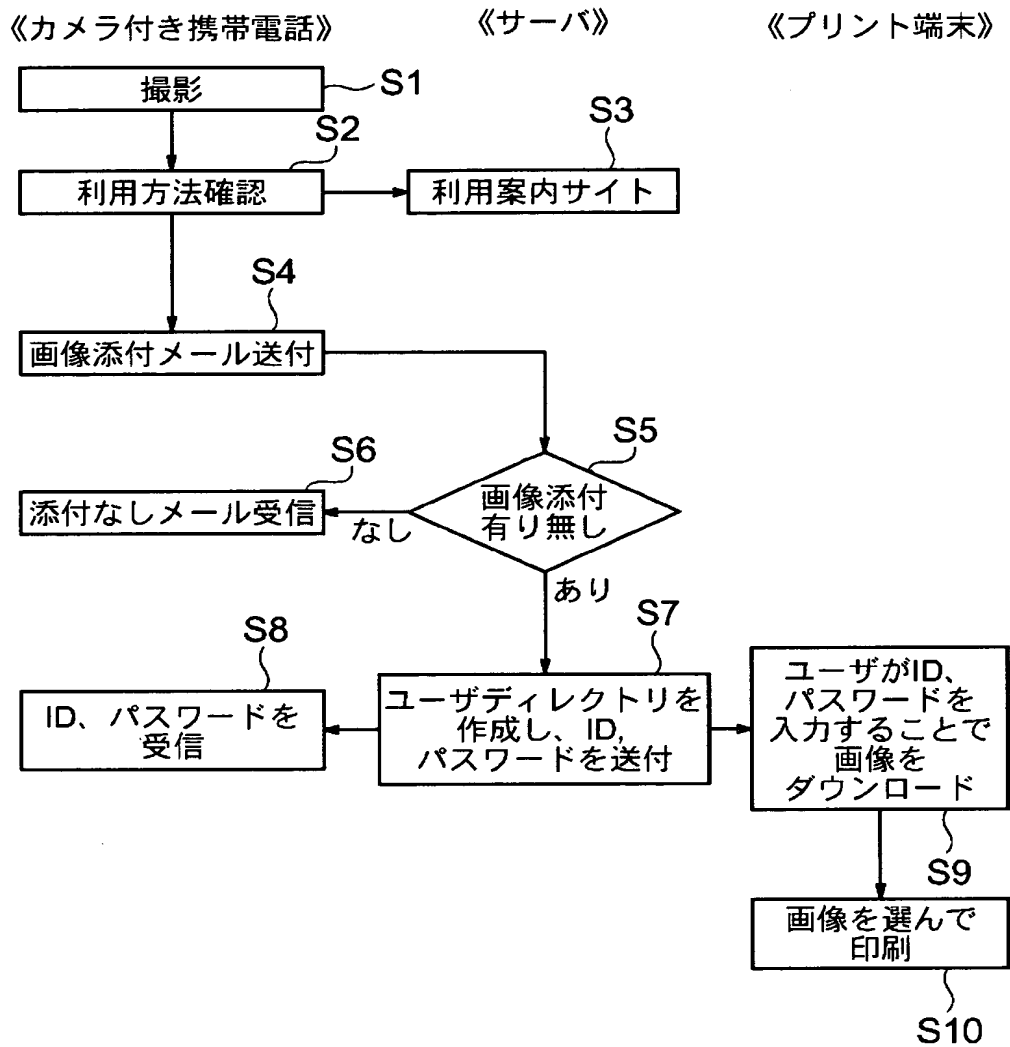 《カメラ付き携帯電話》
《サーバ》
《プリント端末》
撮影
S1
S2
利用方法確認
S3
利用案内サイト
S4
画像添付メール送付
S5
画像添付
有り無し
S6
添付なしメール受信
なし
あり
S7
ユーザディレクトリを
作成し、ID,
パスワードを送付
S8
ID、パスワードを
受信
ユーザがID、
パスワードを
入力することで
画像を
ダウンロード
S9
画像を選んで
印刷
S10